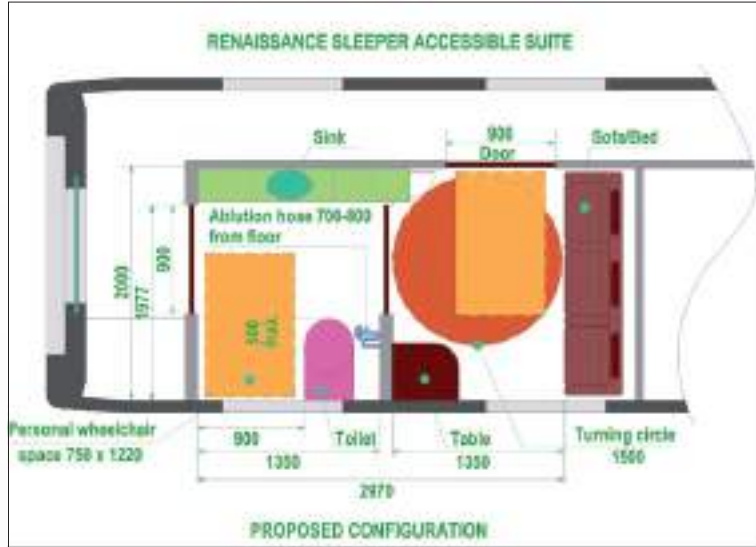 RENAISSANCE SLEEPER ACCESSIBLE SUITE
Sink
900
Door
Sofa/Bed
Ablution hose 700-800
from floor
900
2000
1977
Personal wheelchair
space 750 x 1220
900
Toilet
Table
Turning circle
1500
1350
1350
2970
PROPOSED CONFIGURATION